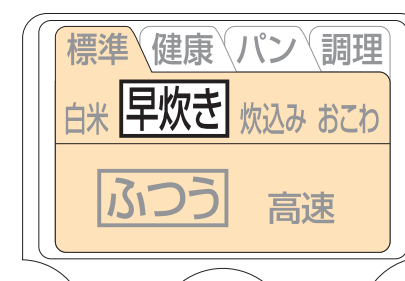 標準 健康 パン 調理
白米 早炊き 炊込み おこわ
ふつう 高速